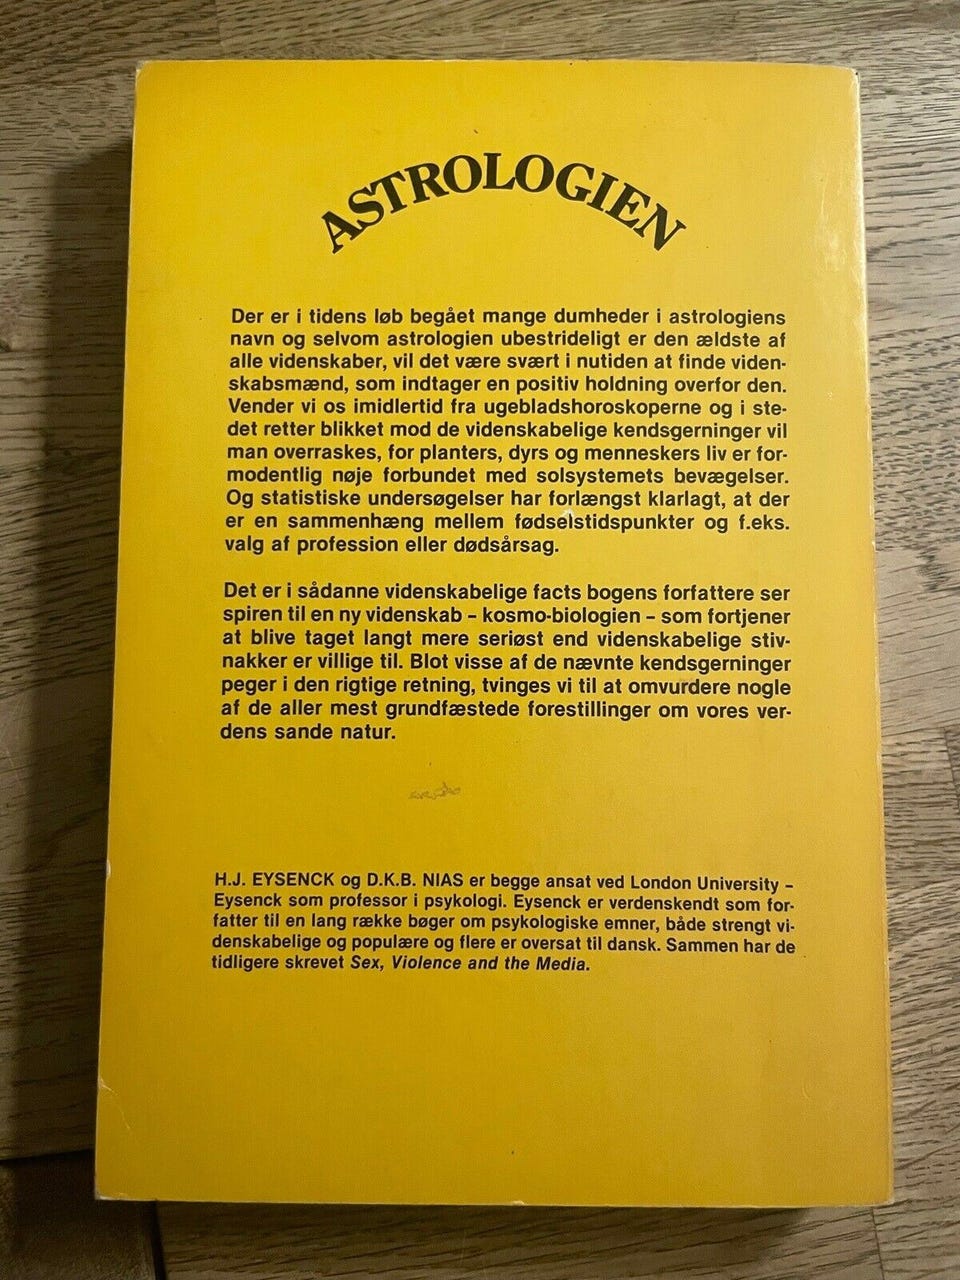 ASTROLOGIEN
Der er i tidens løb begået mange dumheder i astrologiens
navn og selvom astrologien ubestrideligt er den ældste af
alle videnskaber, vil det være svært i nutiden at finde viden-
skabsmænd, som indtager en positiv holdning overfor den.
Vender vi os imidlertid fra ugebladshoroskoperne og i ste-
det retter blikket mod de videnskabelige kendsgerninger vil
man overraskes, for planters, dyrs og menneskers liv er for-
modentlig nøje forbundet med solsystemets bevægelser.
Og statistiske undersøgelser har forlængst klarlagt, at der
er en sammenhæng mellem fødselstidspunkter og f.eks.
valg af profession eller dødsårsag.
Det er i sådanne videnskabelige facts bogens forfattere ser
spiren til en ny videnskab – kosmo-biologien – som fortjener
at blive taget langt mere seriøst end videnskabelige stiv-
nakker er villige til. Blot visse af de nævnte kendsgerninger
peger i den rigtige retning, tvinges vi til at omvurdere nogle
af de aller mest grundfæstede forestillinger om vores ver-
dens sande natur.
H.J. EYSENCK og D.K.B. NIAS er begge ansat ved London University –
Eysenck som professor i psykologi. Eysenck er verdenskendt som for-
fatter til en lang række bøger om psykologiske emner, både strengt vi-
denskabelige og populære og flere er oversat til dansk. Sammen har de
tidligere skrevet Sex, Violence and the Media.